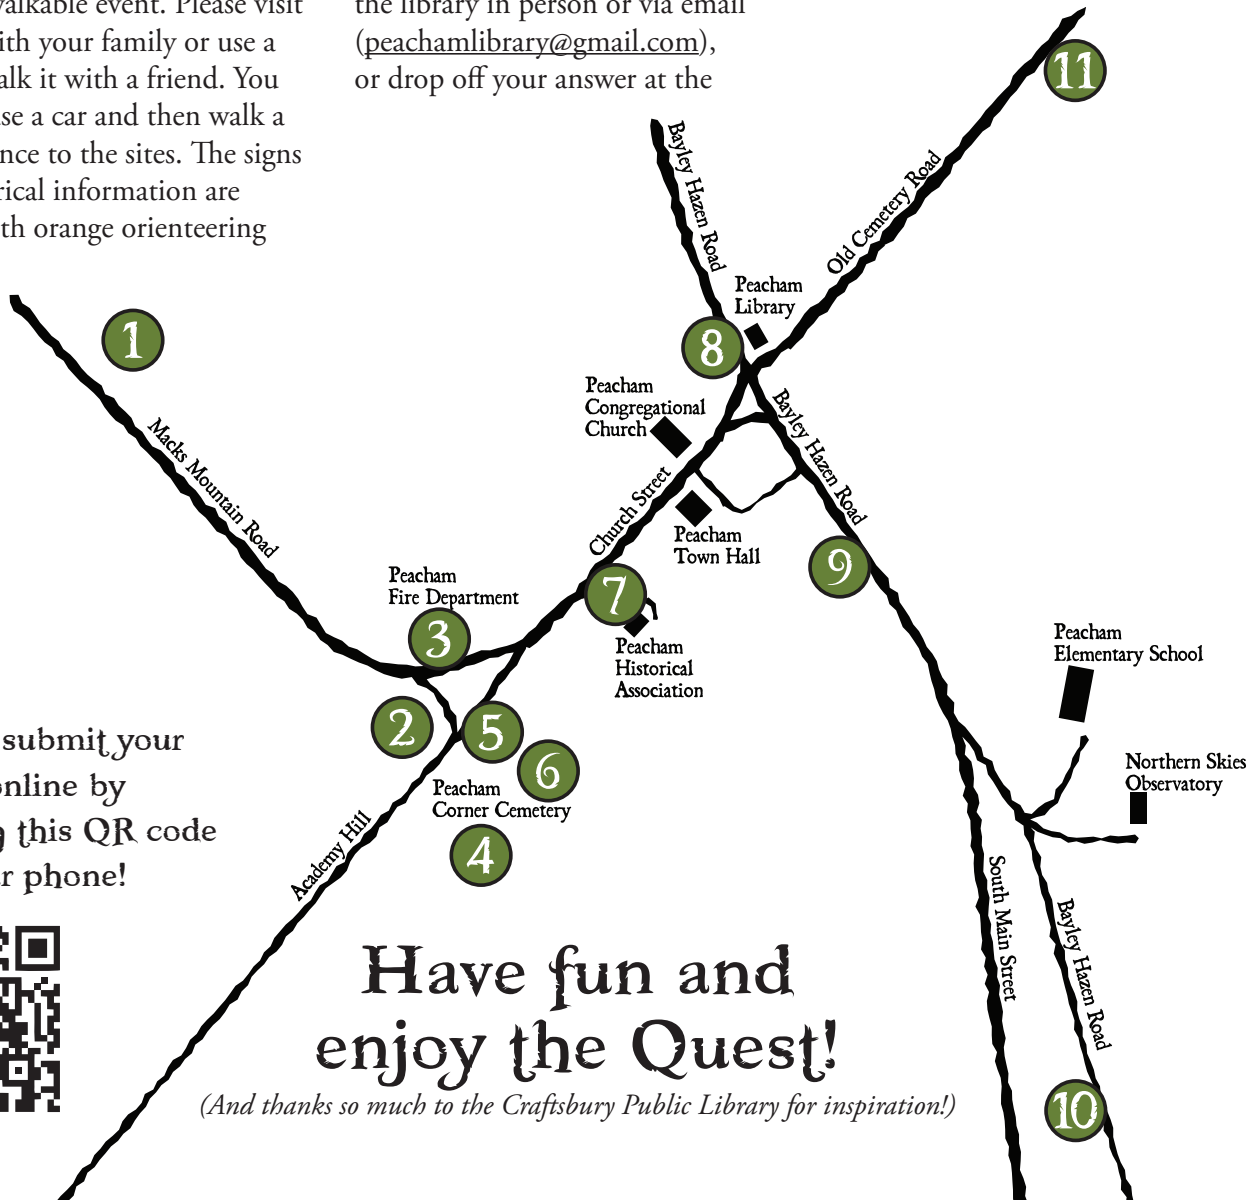 walkable event. Please visit
ith your family or use a
alk it with a friend. You
se a car and then walk a
nce to the sites. The signs
rical information are
th orange orienteering
the library in person or via email
(peachamlibrary@gmail.com),
or drop off your answer at the
11
Bayley Hazen Road
Old Cemetery Road
Peacham
Library
1
8
Peacham
Congregational
Church
Bayley Hazen Road
Macks Mountain Road
Church Street
Peacham
Town Hall
9
Peacham
Fire Department
7
3
Peacham
Historical
Association
Peacham
Elementary School
2
5
6
Peacham
Corner Cemetery
4
Northern Skies
Observatory
Academy Hill
South Main Street
Bayley Hazen Road
10
submit your
online by
g this QR code
r phone!
Have fun and
enjoy the Quest!
(And thanks so much to the Craftsbury Public Library for inspiration!)